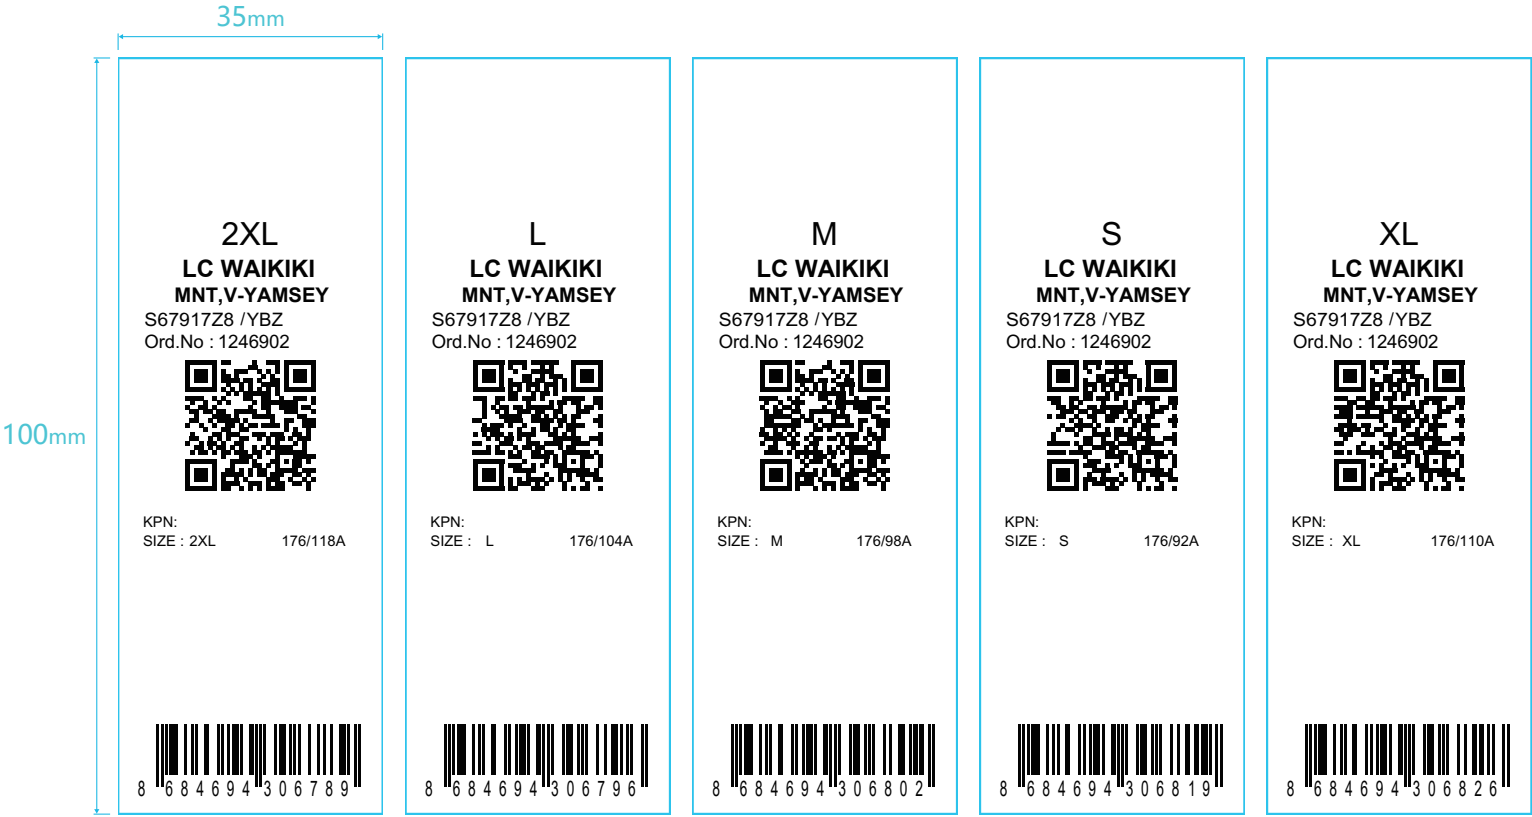 35mm
100mm
2XL
LC WAIKIKI
MNT,V-YAMSEY
S67917Z8 /YBZ
Ord.No : 1246902
KPN:
SIZE : 2XL 176/118A
8 684694 306789
L
LC WAIKIKI
MNT,V-YAMSEY
S67917Z8 /YBZ
Ord.No : 1246902
KPN:
SIZE : L 176/104A
8 684694 306796
M
LC WAIKIKI
MNT,V-YAMSEY
S67917Z8 /YBZ
Ord.No : 1246902
KPN:
SIZE : M 176/98A
8 684694 306802
S
LC WAIKIKI
MNT,V-YAMSEY
S67917Z8 /YBZ
Ord.No : 1246902
KPN:
SIZE : S 176/92A
8 684694 306819
XL
LC WAIKIKI
MNT,V-YAMSEY
S67917Z8 /YBZ
Ord.No : 1246902
KPN:
SIZE : XL 176/110A
8 684694 306826